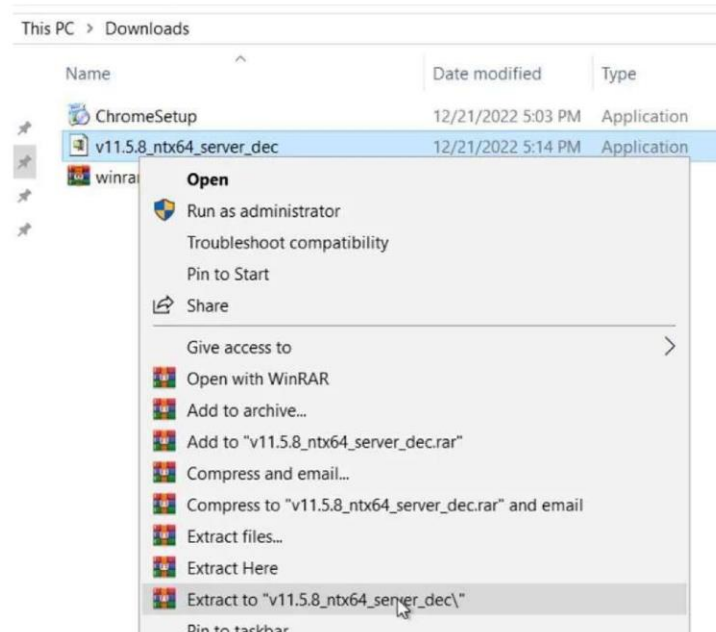 This PC > Downloads
Name Date modified Type
ChromeSetup 12/21/2022 5:03 PM Application
v11.5.8_ntx64_server_dec 12/21/2022 5:14 PM Application
winrar
Open
Run as administrator
Troubleshoot compatibility
Pin to Start
Share
Give access to >
Open with WinRAR
Add to archive...
Add to "v11.5.8_ntx64_server_dec.rar"
Compress and email...
Compress to "v11.5.8_ntx64_server_dec.rar" and email
Extract files...
Extract Here
Extract to "v11.5.8_ntx64_server_dec\"
Pin to taskbar